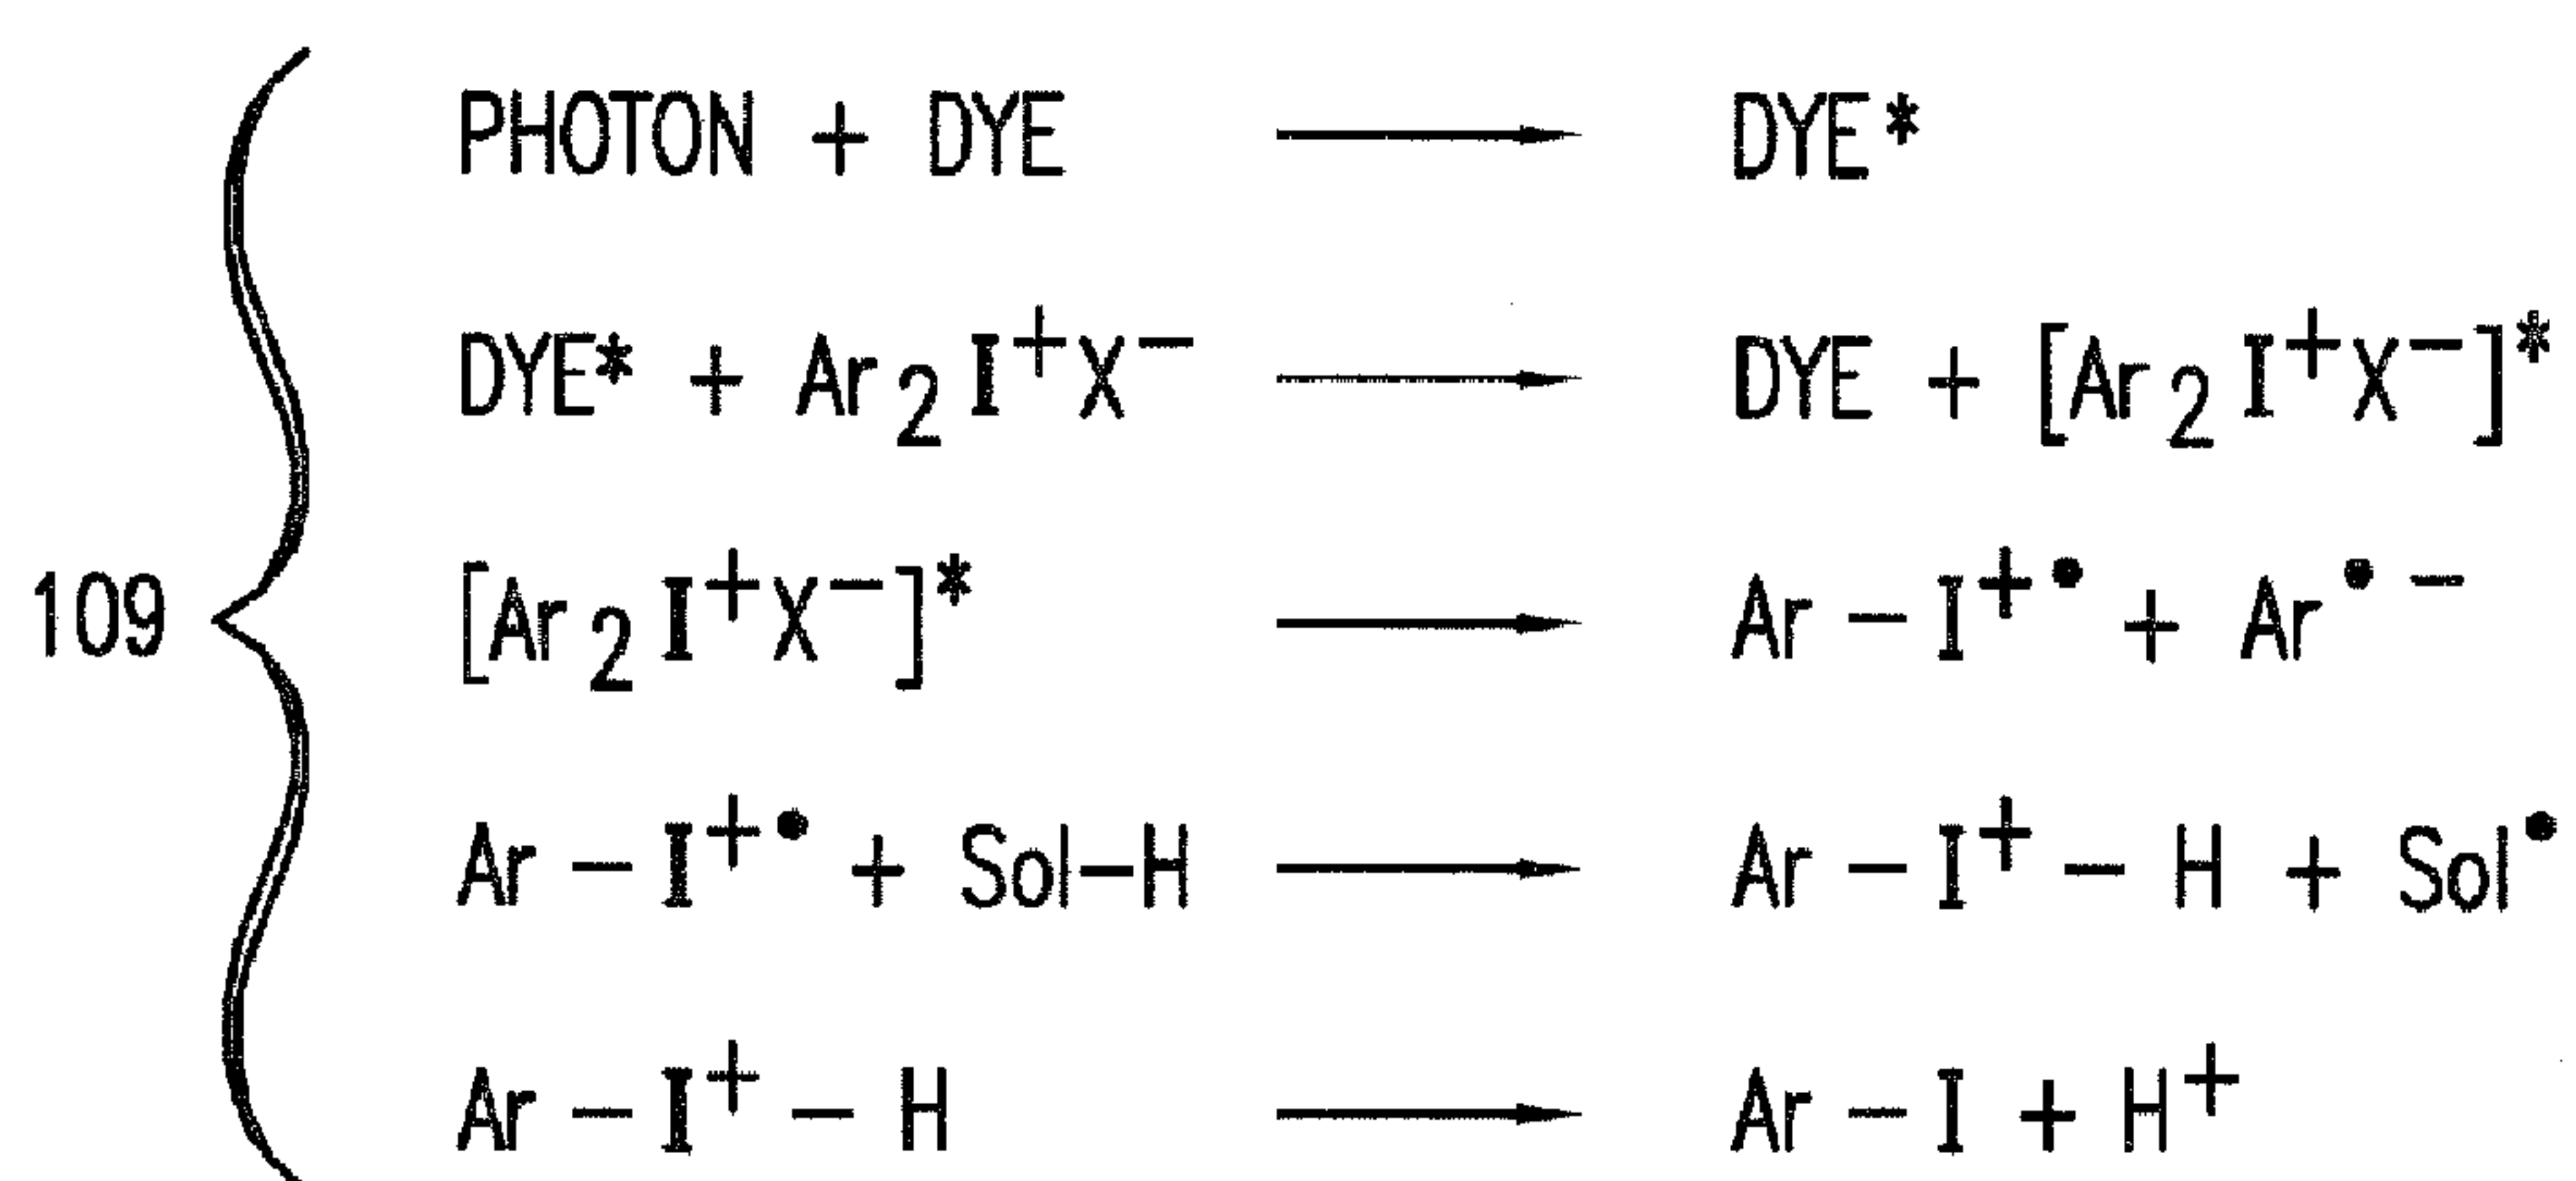 PHOTON + DYE ⟶ DYE*
DYE* + Ar₂I⁺X⁻ ⟶ DYE + [Ar₂I⁺X⁻]*
109 [Ar₂I⁺X⁻]* ⟶ Ar–I⁺• + Ar•⁻
Ar–I⁺• + Sol–H ⟶ Ar–I⁺–H + Sol•
Ar–I⁺–H ⟶ Ar–I + H⁺